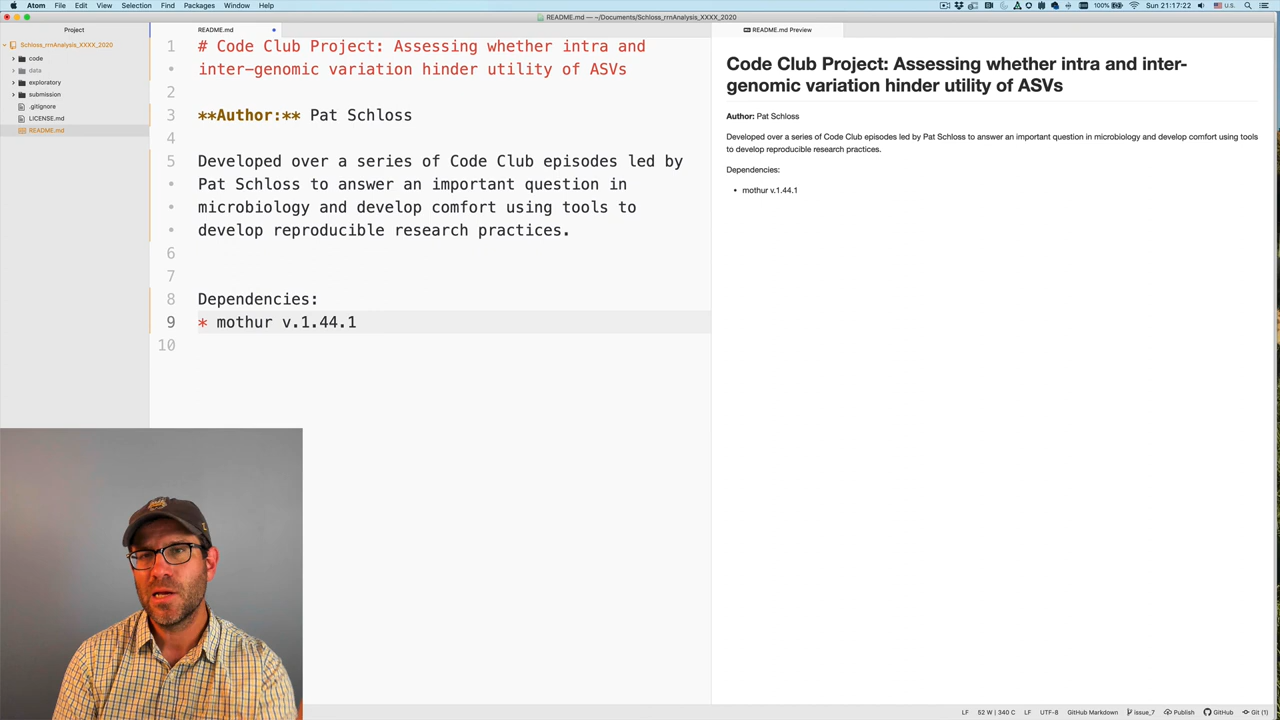 Atom File Edit View Selection Find Packages Window Help
100% U.S. Sun 21:17:22
README.md — ~/Documents/Schloss_rrnAnalysis_XXXX_2020
Project
Schloss_rrnAnalysis_XXXX_2020
code
data
exploratory
submission
.gitignore
LICENSE.md
README.md
README.md
1 # Code Club Project: Assessing whether intra and
• inter-genomic variation hinder utility of ASVs
2
3 **Author:** Pat Schloss
4
5 Developed over a series of Code Club episodes led by
• Pat Schloss to answer an important question in
• microbiology and develop comfort using tools to
• develop reproducible research practices.
6
7
8 Dependencies:
9 * mothur v.1.44.1
10
README.md Preview
Code Club Project: Assessing whether intra and inter-
genomic variation hinder utility of ASVs
Author: Pat Schloss
Developed over a series of Code Club episodes led by Pat Schloss to answer an important question in microbiology and develop comfort using tools
to develop reproducible research practices.
Dependencies:
• mothur v.1.44.1
LF 52 W | 340 C LF UTF-8 GitHub Markdown issue_7 Publish GitHub Git (1)